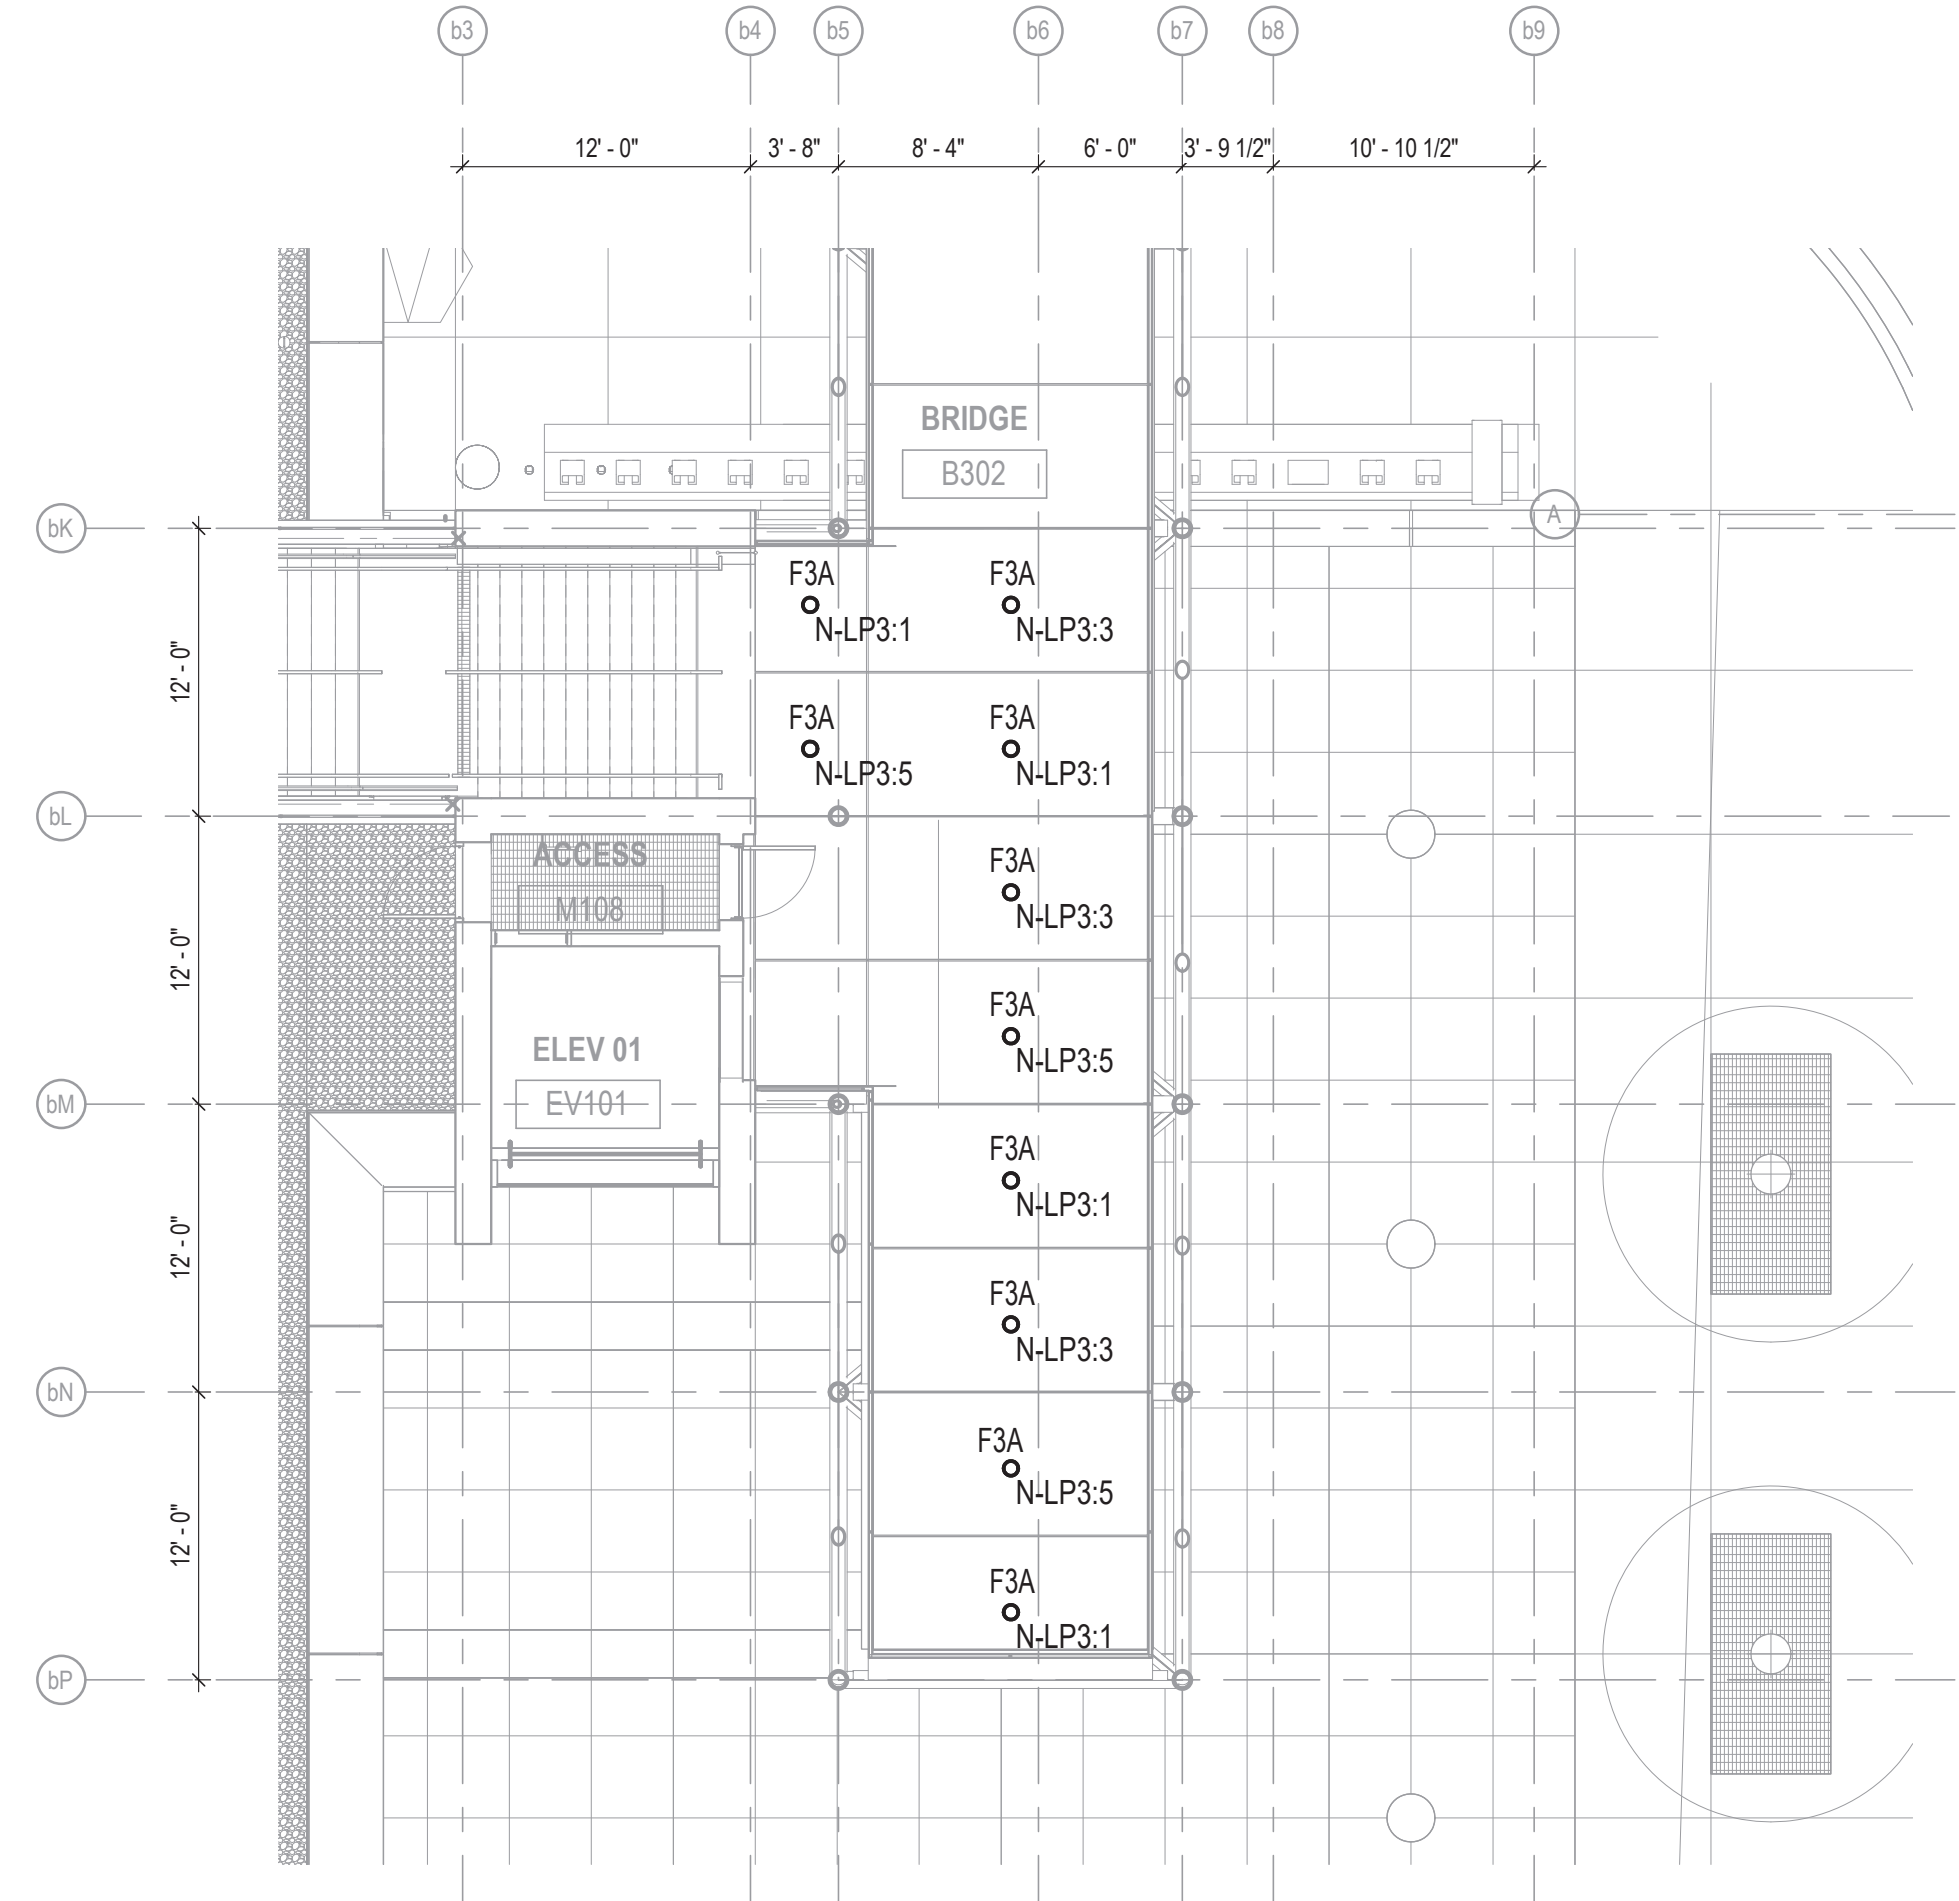 b3
b4
b5
b6
b7
b8
b9
12' - 0"
3' - 8"
8' - 4"
6' - 0"
3' - 9 1/2"
10' - 10 1/2"
BRIDGE
B302
bK
A
F3A
N-LP3:1
F3A
N-LP3:3
12' - 0"
F3A
N-LP3:5
F3A
N-LP3:1
bL
ACCESS
M108
F3A
N-LP3:3
12' - 0"
F3A
N-LP3:5
ELEV 01
EV101
bM
F3A
N-LP3:1
12' - 0"
F3A
N-LP3:3
bN
F3A
N-LP3:5
12' - 0"
F3A
N-LP3:1
bP